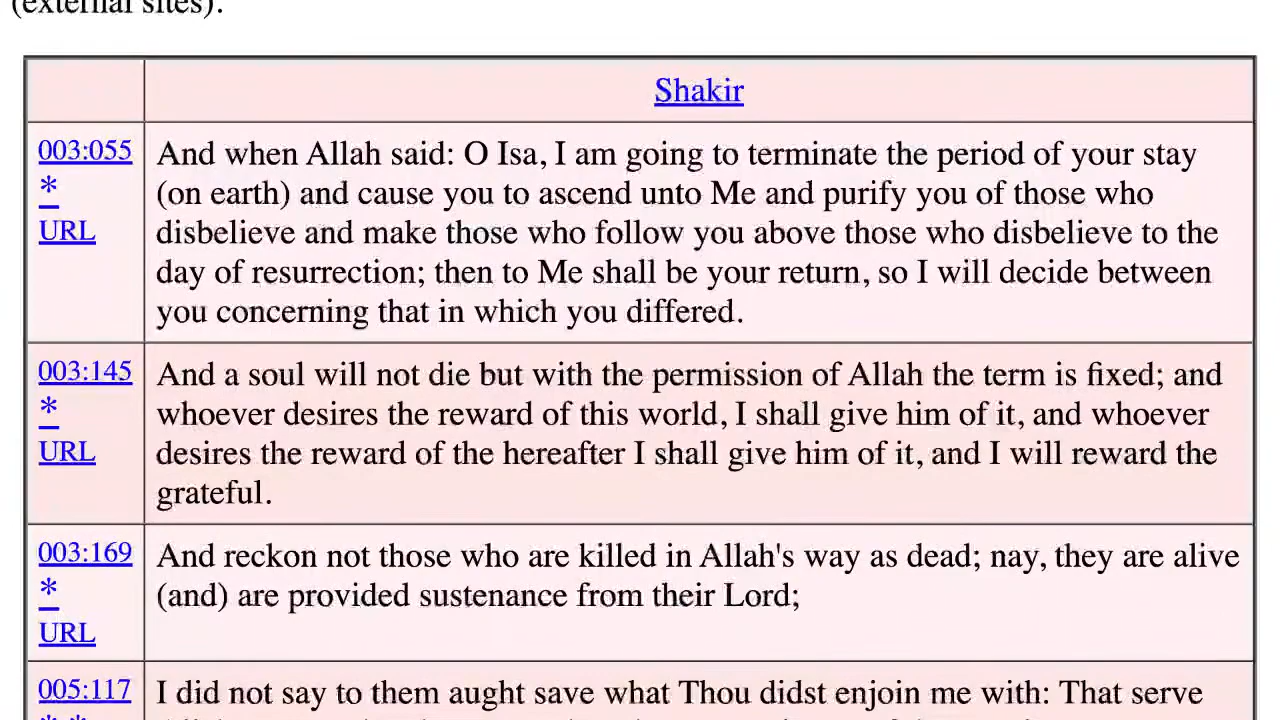 (external sites).
Shakir
003:055
*
URL
And when Allah said: O Isa, I am going to terminate the period of your stay
(on earth) and cause you to ascend unto Me and purify you of those who
disbelieve and make those who follow you above those who disbelieve to the
day of resurrection; then to Me shall be your return, so I will decide between
you concerning that in which you differed.
003:145
*
URL
And a soul will not die but with the permission of Allah the term is fixed; and
whoever desires the reward of this world, I shall give him of it, and whoever
desires the reward of the hereafter I shall give him of it, and I will reward the
grateful.
003:169
*
URL
And reckon not those who are killed in Allah's way as dead; nay, they are alive
(and) are provided sustenance from their Lord;
005:117
* *
I did not say to them aught save what Thou didst enjoin me with: That serve